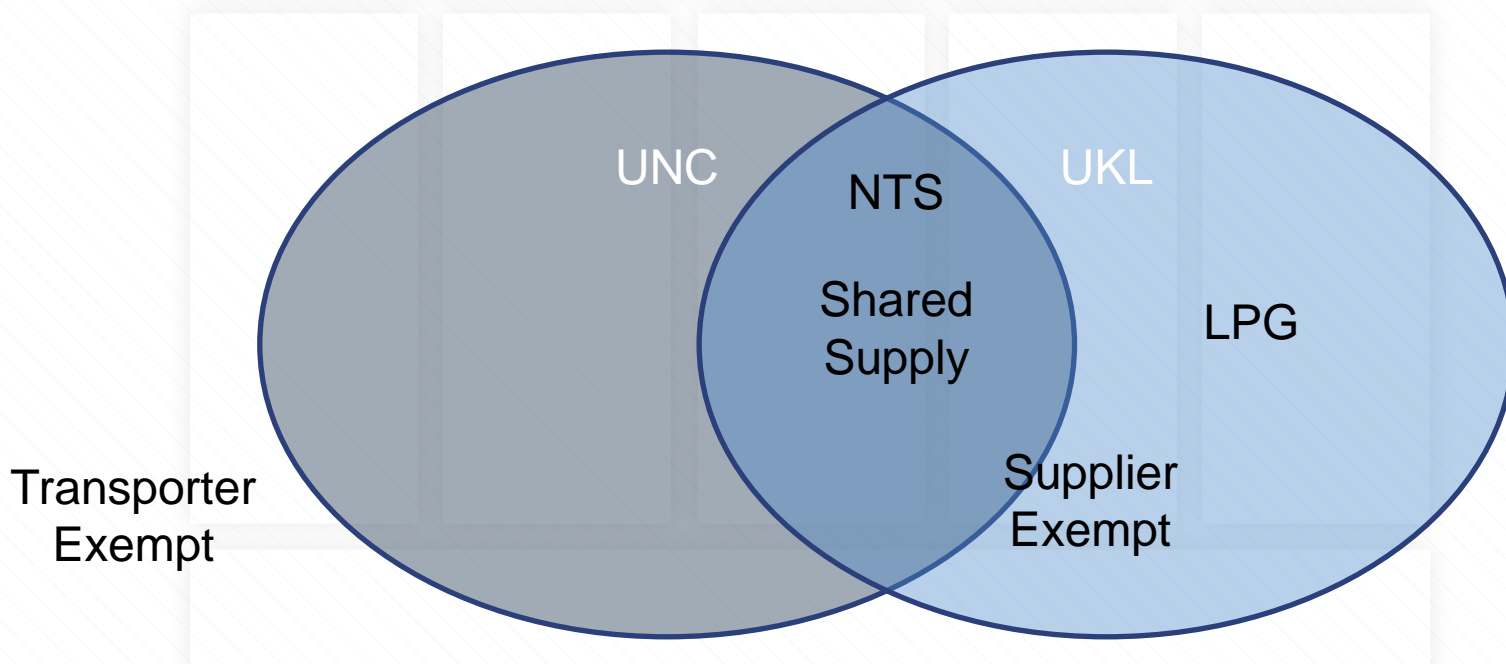 UNC
NTS
UKL
Shared
Supply
LPG
Transporter
Exempt
Supplier
Exempt